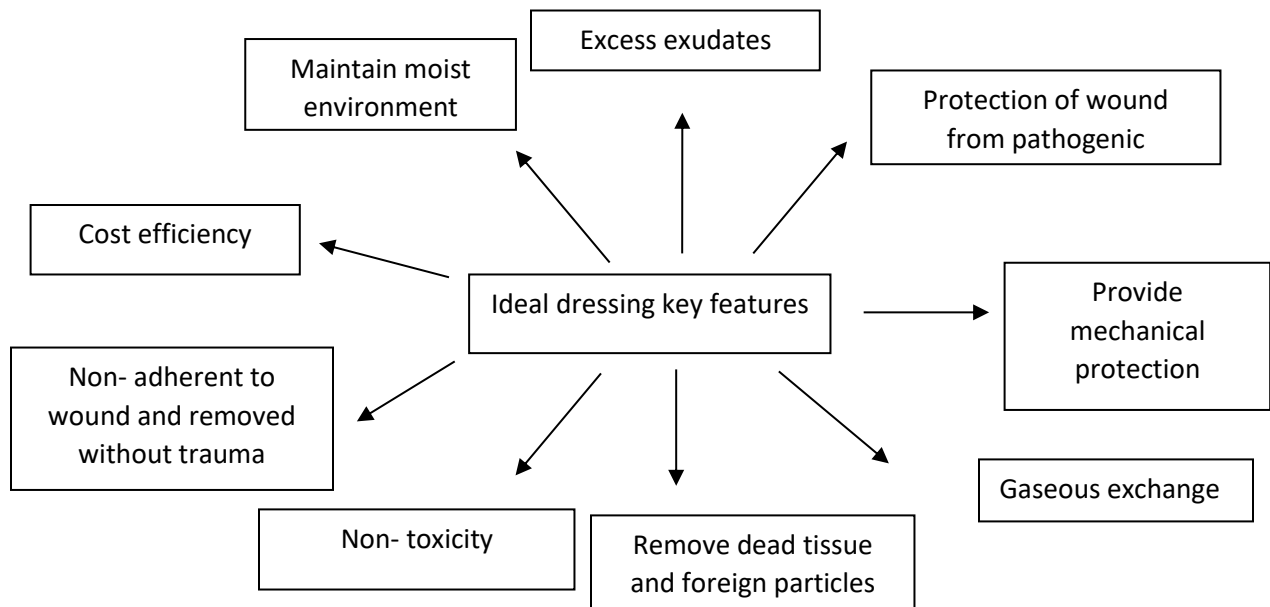 Excess exudates
Maintain moist
environment
Protection of wound
from pathogenic
Cost efficiency
Ideal dressing key features
Provide
mechanical
protection
Non- adherent to
wound and removed
without trauma
Gaseous exchange
Non- toxicity
Remove dead tissue
and foreign particles